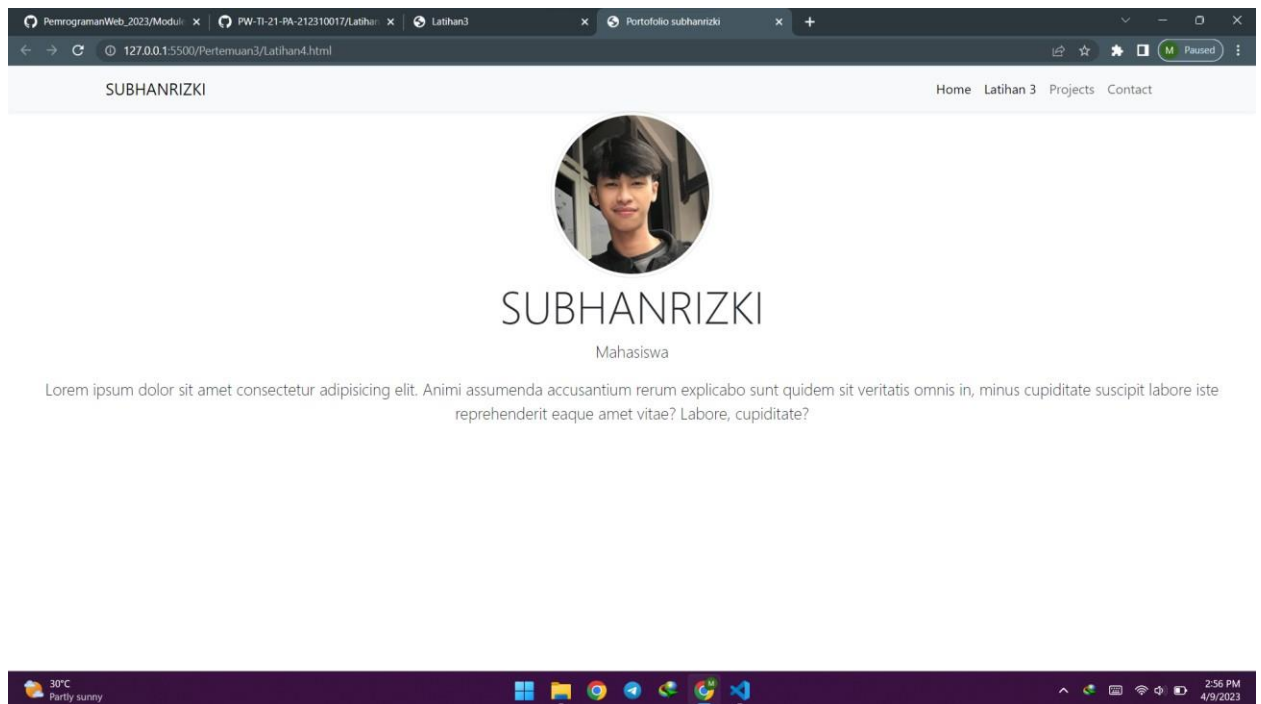 PemrogramanWeb_2023/Module
PW-TI-21-PA-212310017/Latihan
Latihan3
Portofolio subhanrizki
127.0.0.1:5500/Pertemuan3/Latihan4.html
M Paused
SUBHANRIZKI
Home Latihan 3 Projects Contact
SUBHANRIZKI
Mahasiswa
Lorem ipsum dolor sit amet consectetur adipisicing elit. Animi assumenda accusantium rerum explicabo sunt quidem sit veritatis omnis in, minus cupiditate suscipit labore iste
reprehenderit eaque amet vitae? Labore, cupiditate?
30°C
Partly sunny
2:56 PM
4/9/2023